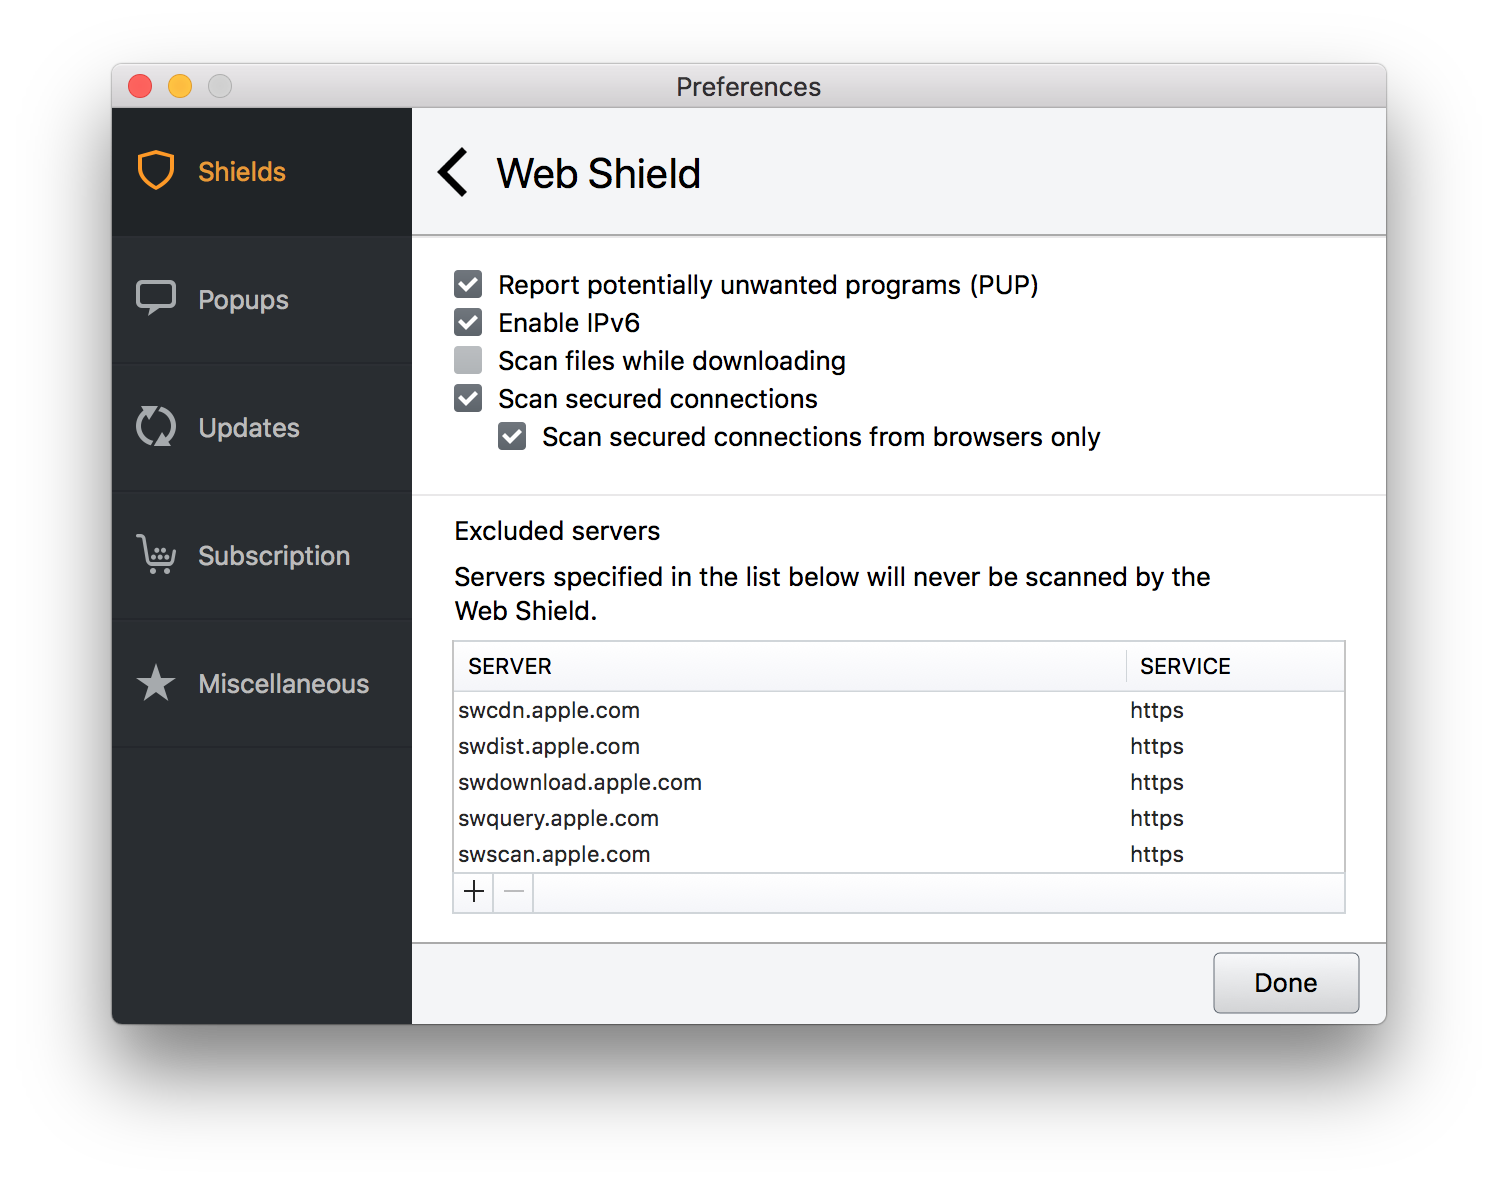 Preferences
Shields
Popups
Updates
Subscription
Miscellaneous
Web Shield
Report potentially unwanted programs (PUP)
Enable IPv6
Scan files while downloading
Scan secured connections
Scan secured connections from browsers only
Excluded servers
Servers specified in the list below will never be scanned by the
Web Shield.
SERVER SERVICE
swcdn.apple.com https
swdist.apple.com https
swdownload.apple.com https
swquery.apple.com https
swscan.apple.com https
Done